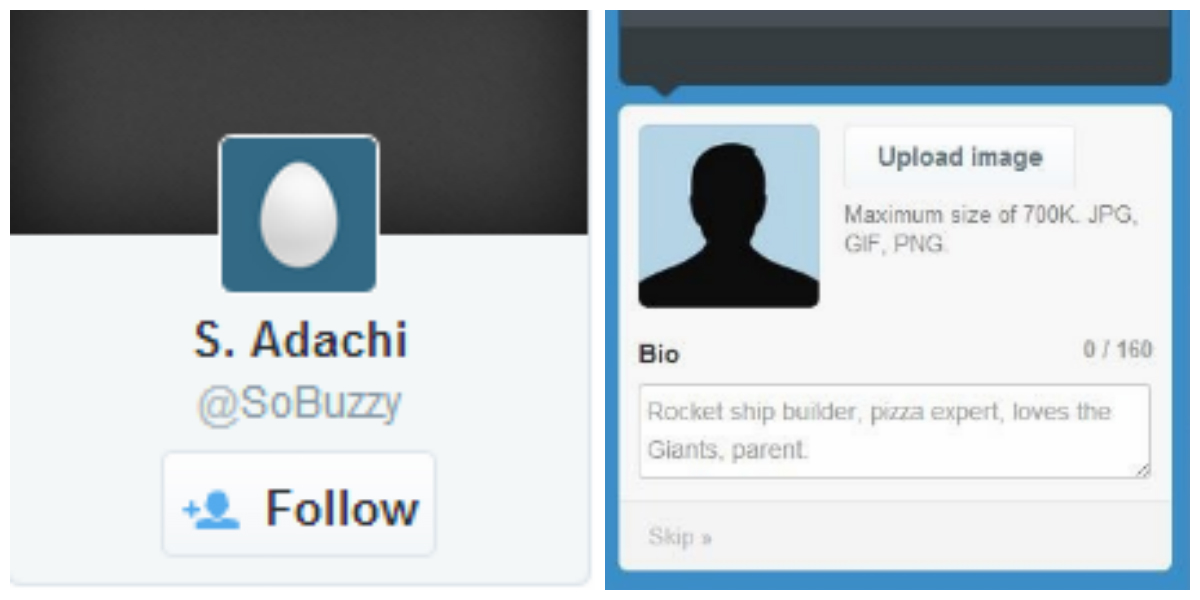 S. Adachi
@SoBuzzy
Follow
Upload image
Maximum size of 700K. JPG,
GIF, PNG.
Bio
0 / 160
Rocket ship builder, pizza expert, loves the
Giants, parent.
Skip »